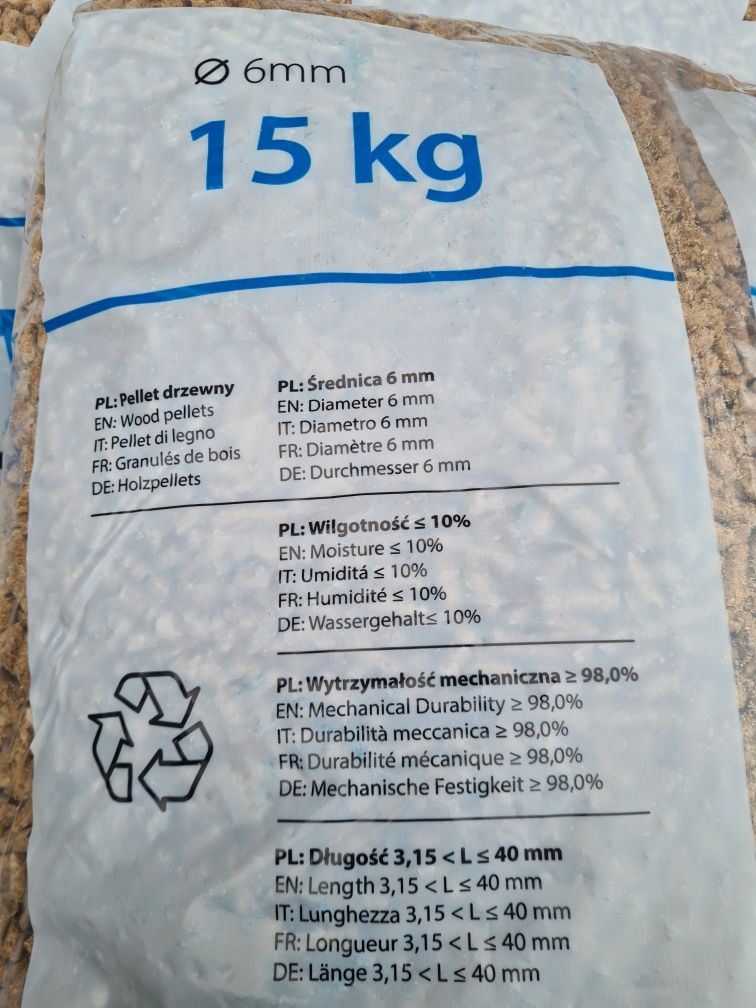 Ø 6mm
15 kg
PL: Pellet drzewny
EN: Wood pellets
IT: Pellet di legno
FR: Granulés de bois
DE: Holzpellets
PL: Średnica 6 mm
EN: Diameter 6 mm
IT: Diametro 6 mm
FR: Diamètre 6 mm
DE: Durchmesser 6 mm
PL: Wilgotność ≤ 10%
EN: Moisture ≤ 10%
IT: Umiditá ≤ 10%
FR: Humidité ≤ 10%
DE: Wassergehalt≤ 10%
PL: Wytrzymałość mechaniczna ≥ 98,0%
EN: Mechanical Durability ≥ 98,0%
IT: Durabilità meccanica ≥ 98,0%
FR: Durabilité mécanique ≥ 98,0%
DE: Mechanische Festigkeit ≥ 98,0%
PL: Długość 3,15 < L ≤ 40 mm
EN: Length 3,15 < L ≤ 40 mm
IT: Lunghezza 3,15 < L ≤ 40 mm
FR: Longueur 3,15 < L ≤ 40 mm
DE: Länge 3,15 < L ≤ 40 mm